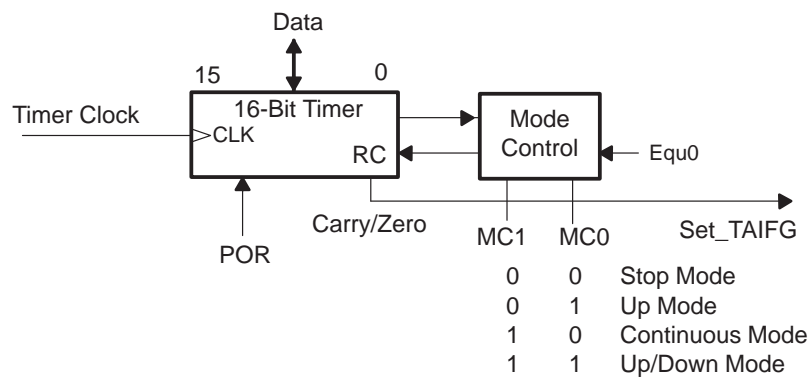 Data
15 0
16-Bit Timer
Timer Clock
CLK
RC
Mode
Control
Equ0
POR
Carry/Zero
MC1 MC0
Set_TAIFG
0 0 Stop Mode
0 1 Up Mode
1 0 Continuous Mode
1 1 Up/Down Mode